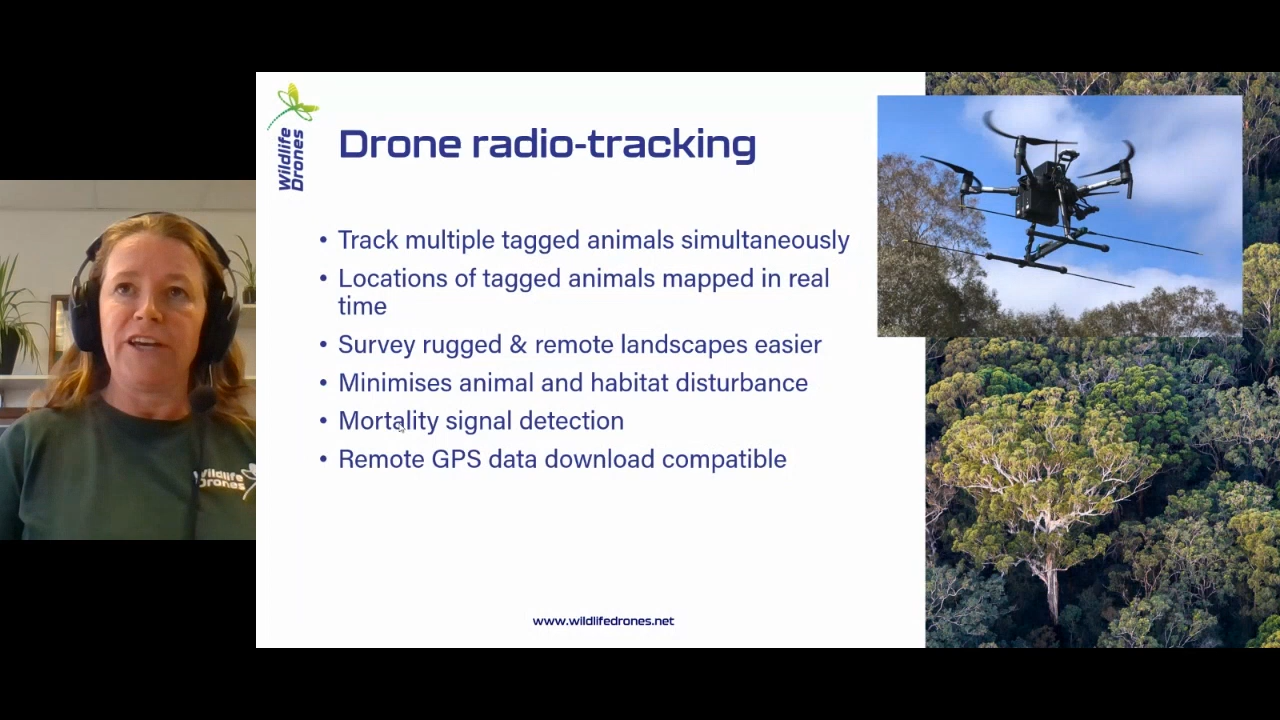 Wildlife
Drones
Drone radio-tracking
• Track multiple tagged animals simultaneously
• Locations of tagged animals mapped in real
time
• Survey rugged & remote landscapes easier
• Minimises animal and habitat disturbance
• Mortality signal detection
• Remote GPS data download compatible
www.wildlifedrones.net
Wildlife
Drones